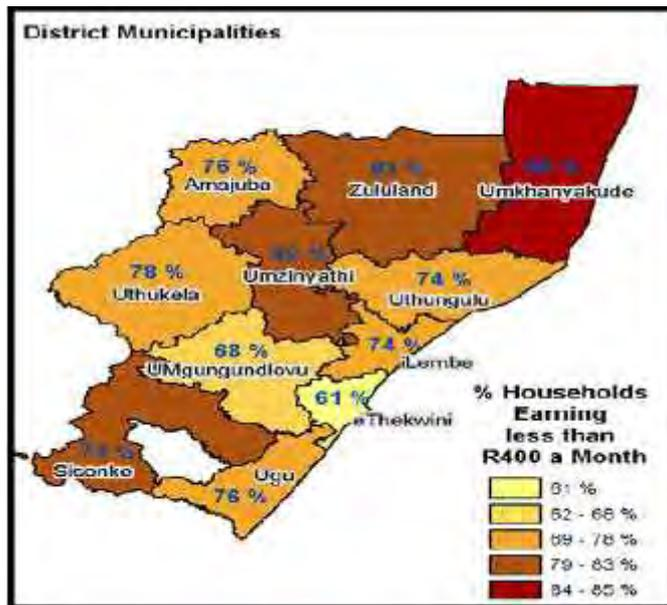 District Municipalities
76 %
Amajuba
Zululand
Umkhanyakude
78 %
Uthukela
Umzinyathi
74 %
Uthungulu
68 %
UMgungundlovu
74 %
iLembe
61 %
eThekwini
Sisonke
Ugu
76 %
% Households
Earning
less than
R400 a Month
61 %
62 - 68 %
69 - 78 %
79 - 83 %
84 - 85 %